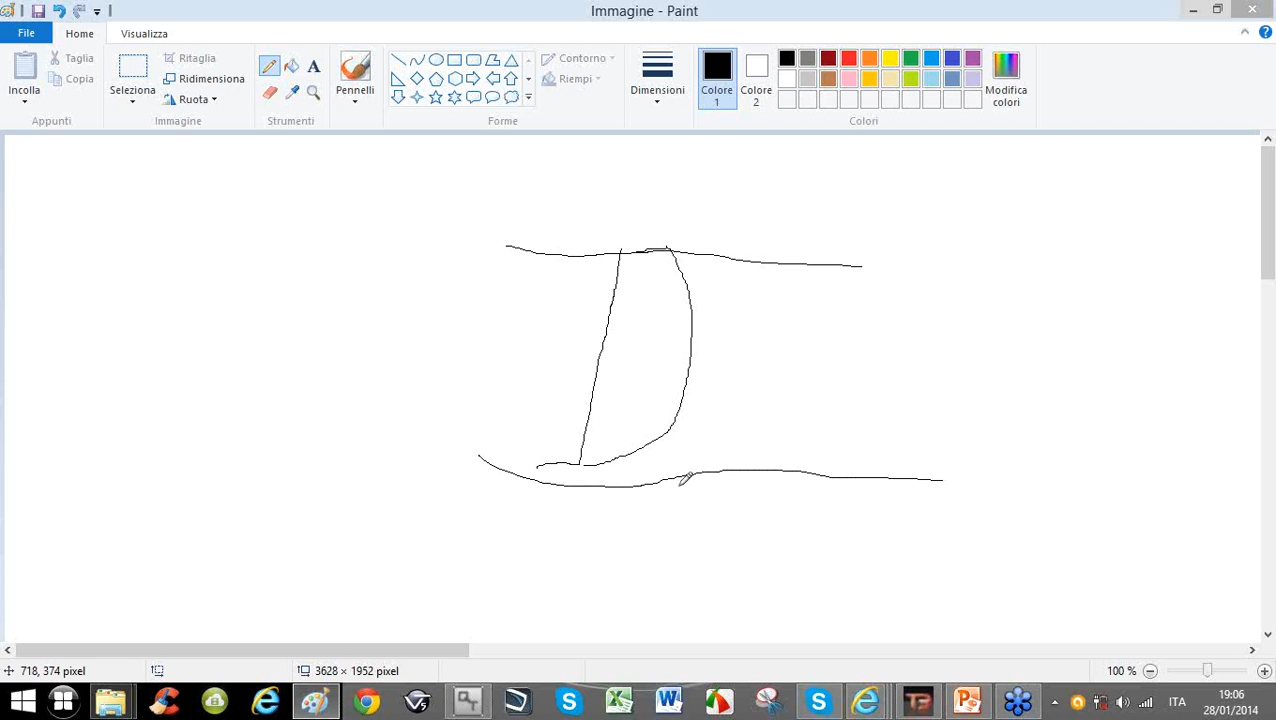 Immagine - Paint
File Home Visualizza
Incolla Taglia Copia
Appunti
Seleziona Ritaglia Ridimensiona Ruota
Immagine
A
Strumenti
Pennelli
Contorno Riempi
Forme
Dimensioni
Colore 1
Colore 2
Modifica colori
Colori
718, 374 pixel 3628 × 1952 pixel 100 %
ITA
19:06
28/01/2014